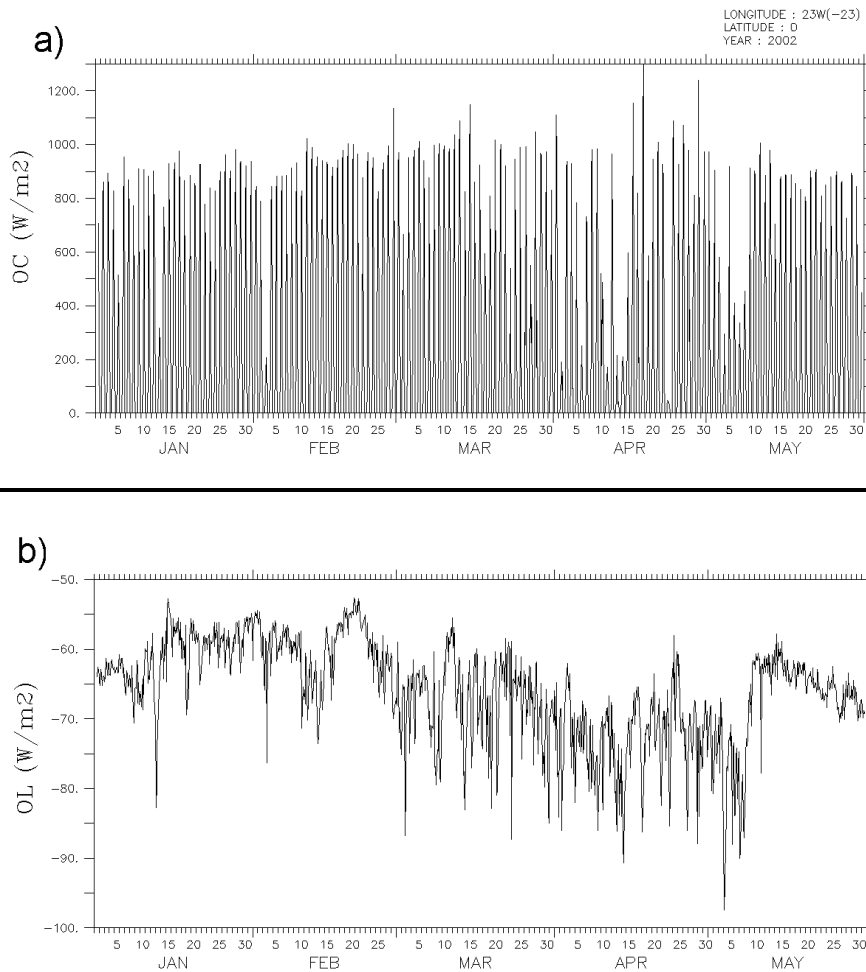 LONGITUDE : 23W(-23)
LATITUDE : 0
YEAR : 2002
a)
OC (W/m2)
1200.
1000.
800.
600.
400.
200.
0.
5 10 15 20 25 30 5 10 15 20 25 5 10 15 20 25 30 5 10 15 20 25 30 5 10 15 20 25 30
JAN FEB MAR APR MAY
b)
OL (W/m2)
-50.
-60.
-70.
-80.
-90.
-100.
5 10 15 20 25 30 5 10 15 20 25 5 10 15 20 25 30 5 10 15 20 25 30 5 10 15 20 25 30
JAN FEB MAR APR MAY